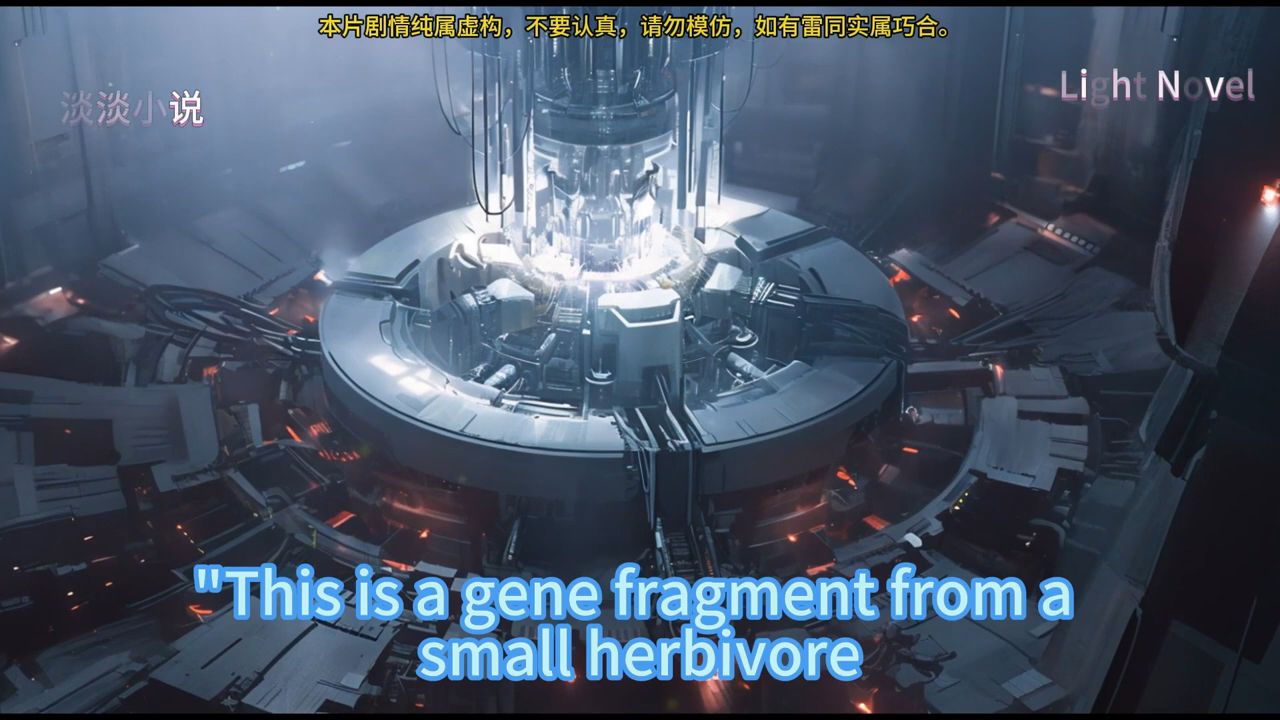 本片剧情纯属虚构，不要认真，请勿模仿，如有雷同实属巧合。
淡淡小说
Light Novel
"This is a gene fragment from a
small herbivore